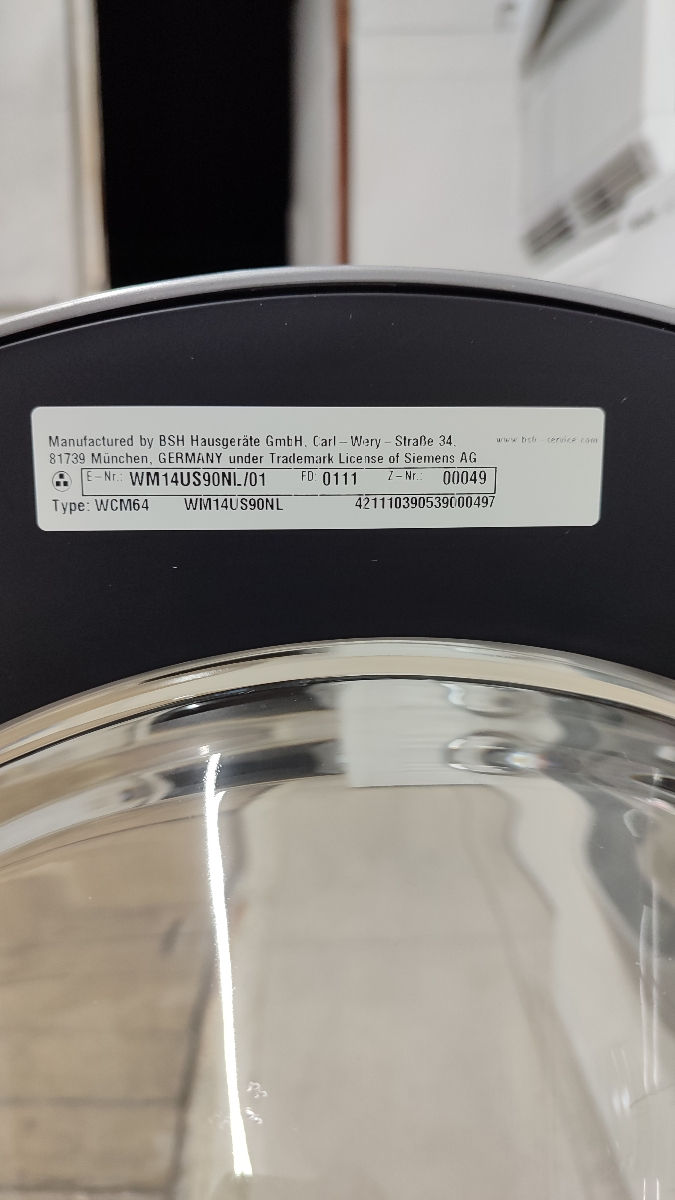 Manufactured by BSH Hausgeräte GmbH, Carl-Wery-Straße 34, www.bsh-service.com
81739 München, GERMANY under Trademark License of Siemens AG
E-Nr.: WM14US90NL/01 FD: 0111 Z-Nr.: 00049
Type: WCM64 WM14US90NL 421110390539000497